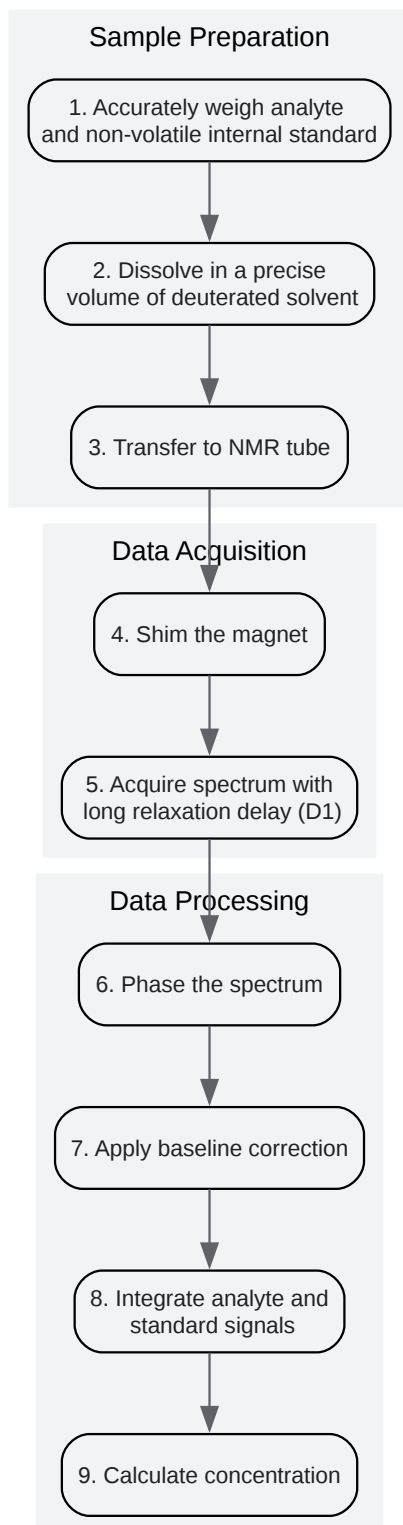 Sample Preparation
1. Accurately weigh analyte
and non-volatile internal standard
2. Dissolve in a precise
volume of deuterated solvent
3. Transfer to NMR tube
Data Acquisition
4. Shim the magnet
5. Acquire spectrum with
long relaxation delay (D1)
Data Processing
6. Phase the spectrum
7. Apply baseline correction
8. Integrate analyte and
standard signals
9. Calculate concentration